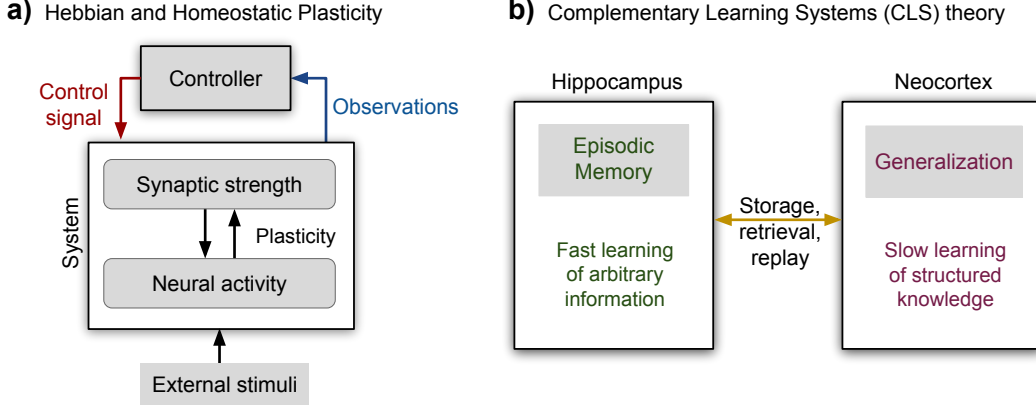 a) Hebbian and Homeostatic Plasticity
Controller
Control
signal
Observations
System
Synaptic strength
Plasticity
Neural activity
External stimuli
b) Complementary Learning Systems (CLS) theory
Hippocampus
Episodic
Memory
Fast learning
of arbitrary
information
Storage,
retrieval,
replay
Neocortex
Generalization
Slow learning
of structured
knowledge